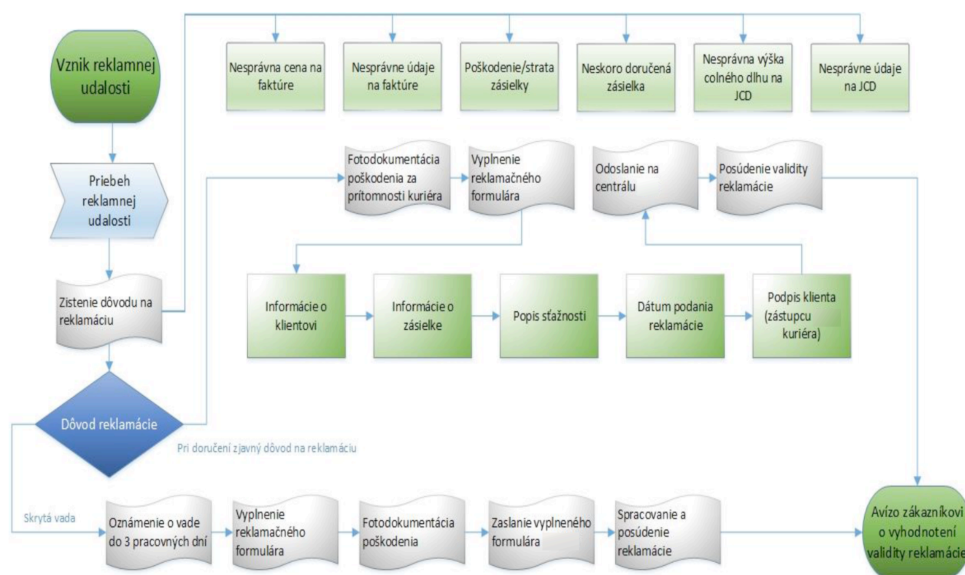 Vznik reklamnej
udalosti
Nesprávna cena na
faktúre
Nesprávne údaje
na faktúre
Poškodenie/strata
zásielky
Neskoro doručená
zásielka
Nesprávna výška
colného dlhu na
JCD
Nesprávne údaje
na JCD
Priebeh
reklamnej
udalosti
Fotodokumentácia
poškodenia za
prítomnosti kuriéra
Vyplnenie
reklamačného
formulára
Odoslanie na
centrálu
Posúdenie validity
reklamácie
Zistenie dôvodu na
reklamáciu
Informácie o
klientovi
Informácie o
zásielke
Popis sťažnosti
Dátum podania
reklamácie
Podpis klienta
(zástupcu
kuriéra)
Dôvod reklamácie
Pri doručení zjavný dôvod na reklamáciu
Skrytá vada
Oznámenie o vade
do 3 pracovných dní
Vyplnenie
reklamačného
formulára
Fotodokumentácia
poškodenia
Zaslanie vyplneného
formulára
Spracovanie a
posúdenie
reklamácie
Avízo zákazníkovi
o vyhodnotení
validity reklamácie